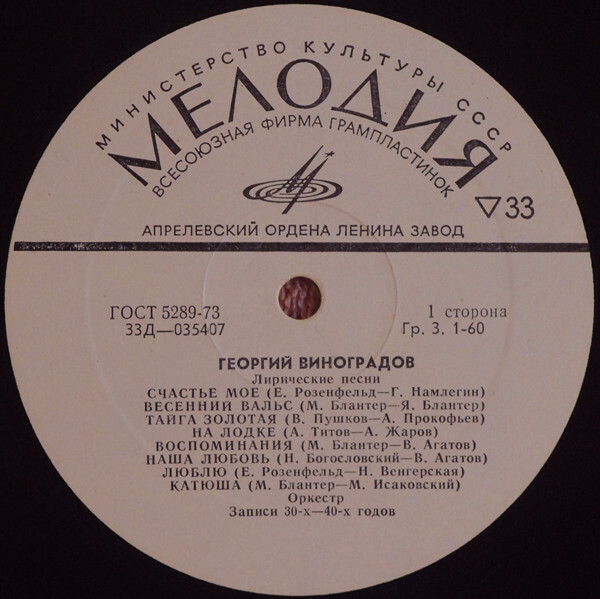 МИНИСТЕРСТВО КУЛЬТУРЫ СССР
МЕЛОДИЯ
ВСЕСОЮЗНАЯ ФИРМА ГРАМПЛАСТИНОК
▽33
АПРЕЛЕВСКИЙ ОРДЕНА ЛЕНИНА ЗАВОД
ГОСТ 5289-73
33Д—035407
1 сторона
Гр. 3. 1-60
ГЕОРГИЙ ВИНОГРАДОВ
Лирические песни
СЧАСТЬЕ МОЕ (Е. Розенфельд—Г. Намлегин)
ВЕСЕННИЙ ВАЛЬС (М. Блантер—Я. Блантер)
ТАЙГА ЗОЛОТАЯ (В. Пушков—А. Прокофьев)
НА ЛОДКЕ (А. Титов—А. Жаров)
ВОСПОМИНАНИЯ (М. Блантер—В. Агатов)
НАША ЛЮБОВЬ (Н. Богословский—В. Агатов)
ЛЮБЛЮ (Е. Розенфельд—Н. Венгерская)
КАТЮША (М. Блантер—М. Исаковский)
Оркестр
Записи 30-х—40-х годов